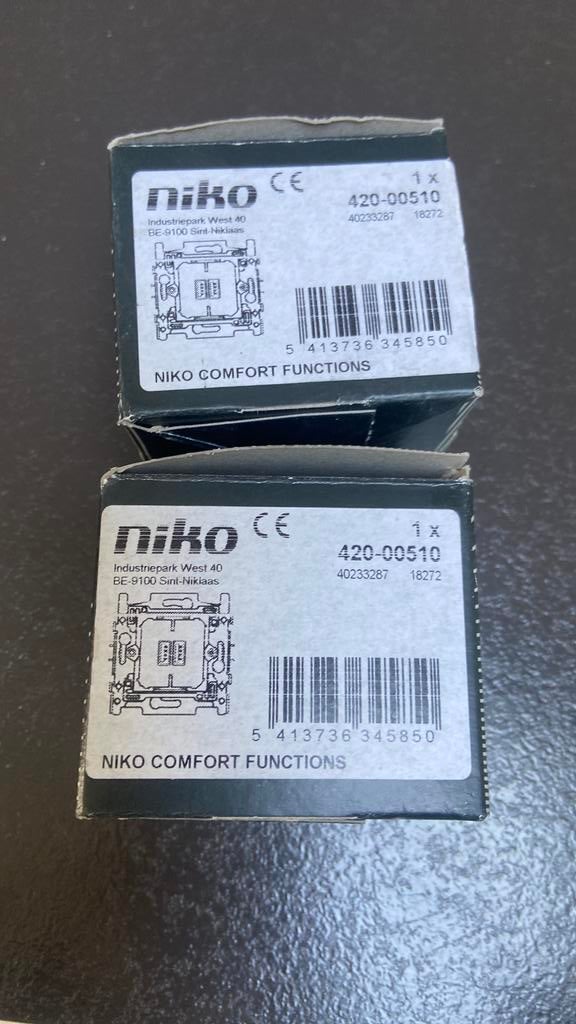 niko CE
1 x
420-00510
40233287 18272
Industriepark West 40
BE-9100 Sint-Niklaas
5 413736 345850
NIKO COMFORT FUNCTIONS
niko CE
1 x
420-00510
40233287 18272
Industriepark West 40
BE-9100 Sint-Niklaas
5 413736 345850
NIKO COMFORT FUNCTIONS